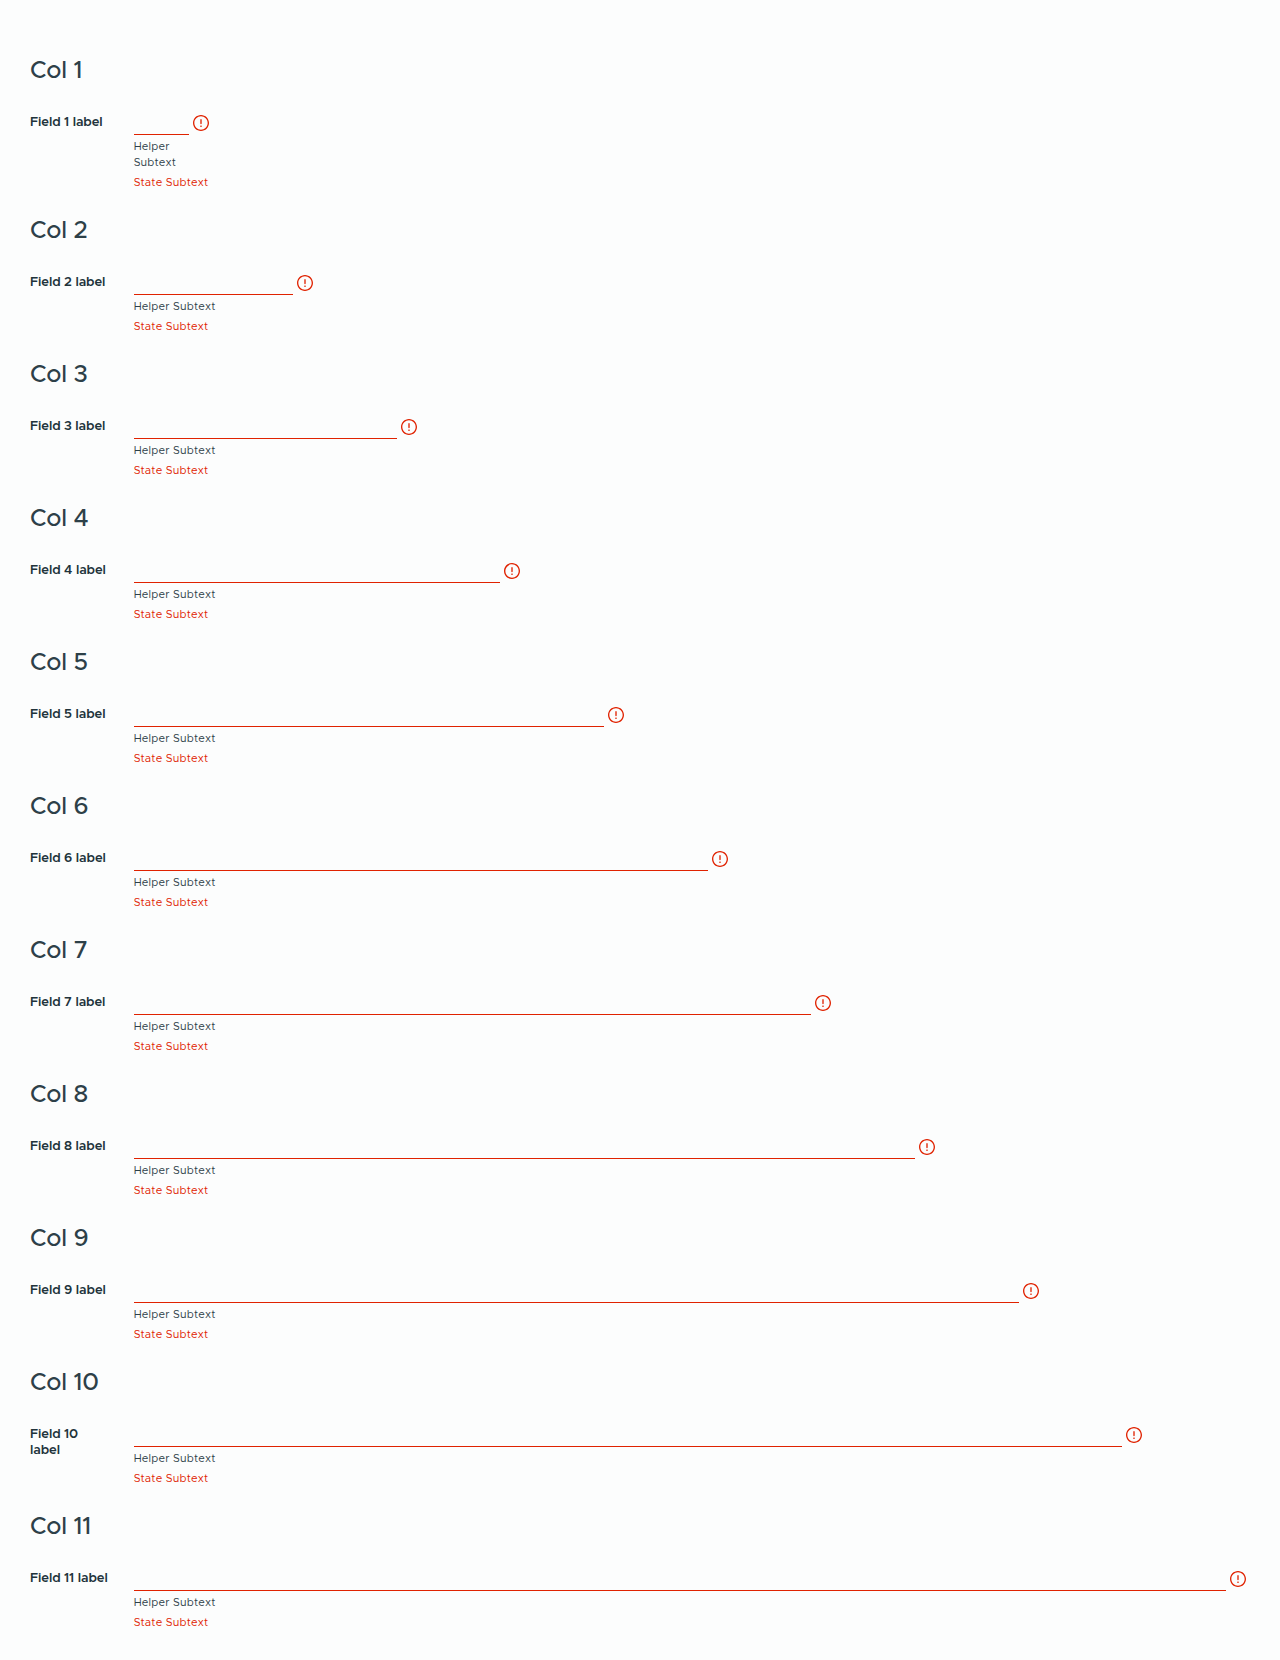 Col 1
Field 1 label
Helper
Subtext
State Subtext
Col 2
Field 2 label
Helper Subtext
State Subtext
Col 3
Field 3 label
Helper Subtext
State Subtext
Col 4
Field 4 label
Helper Subtext
State Subtext
Col 5
Field 5 label
Helper Subtext
State Subtext
Col 6
Field 6 label
Helper Subtext
State Subtext
Col 7
Field 7 label
Helper Subtext
State Subtext
Col 8
Field 8 label
Helper Subtext
State Subtext
Col 9
Field 9 label
Helper Subtext
State Subtext
Col 10
Field 10
label
Helper Subtext
State Subtext
Col 11
Field 11 label
Helper Subtext
State Subtext